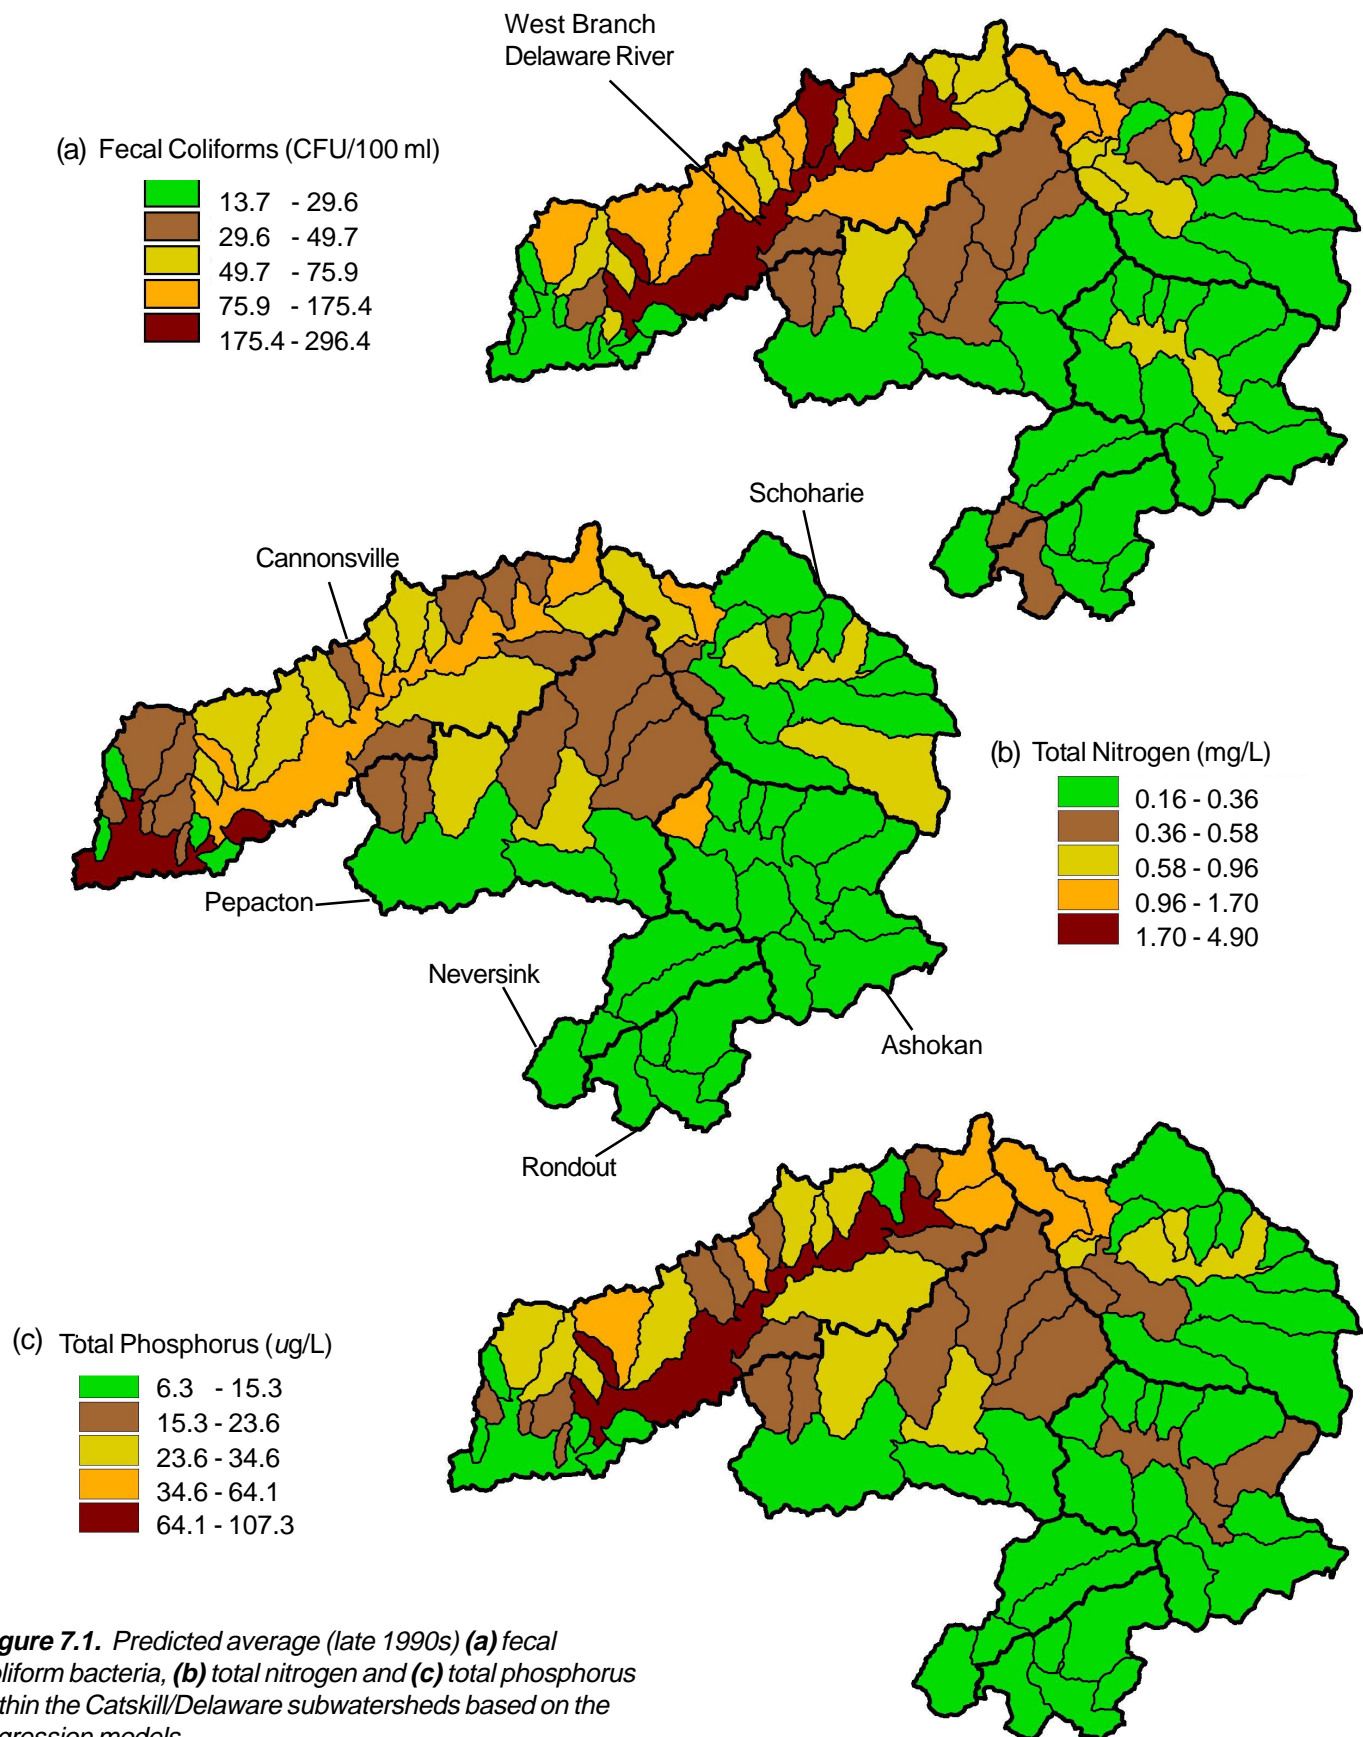 West Branch
Delaware River
(a) Fecal Coliforms (CFU/100 ml)
13.7 - 29.6
29.6 - 49.7
49.7 - 75.9
75.9 - 175.4
175.4 - 296.4
Schoharie
Cannonsville
(b) Total Nitrogen (mg/L)
0.16 - 0.36
0.36 - 0.58
0.58 - 0.96
0.96 - 1.70
1.70 - 4.90
Pepacton
Neversink
Ashokan
Rondout
(c) Total Phosphorus (ug/L)
6.3 - 15.3
15.3 - 23.6
23.6 - 34.6
34.6 - 64.1
64.1 - 107.3
gure 7.1. Predicted average (late 1990s) (a) fecal
oliform bacteria, (b) total nitrogen and (c) total phosphorus
thin the Catskill/Delaware subwatersheds based on the